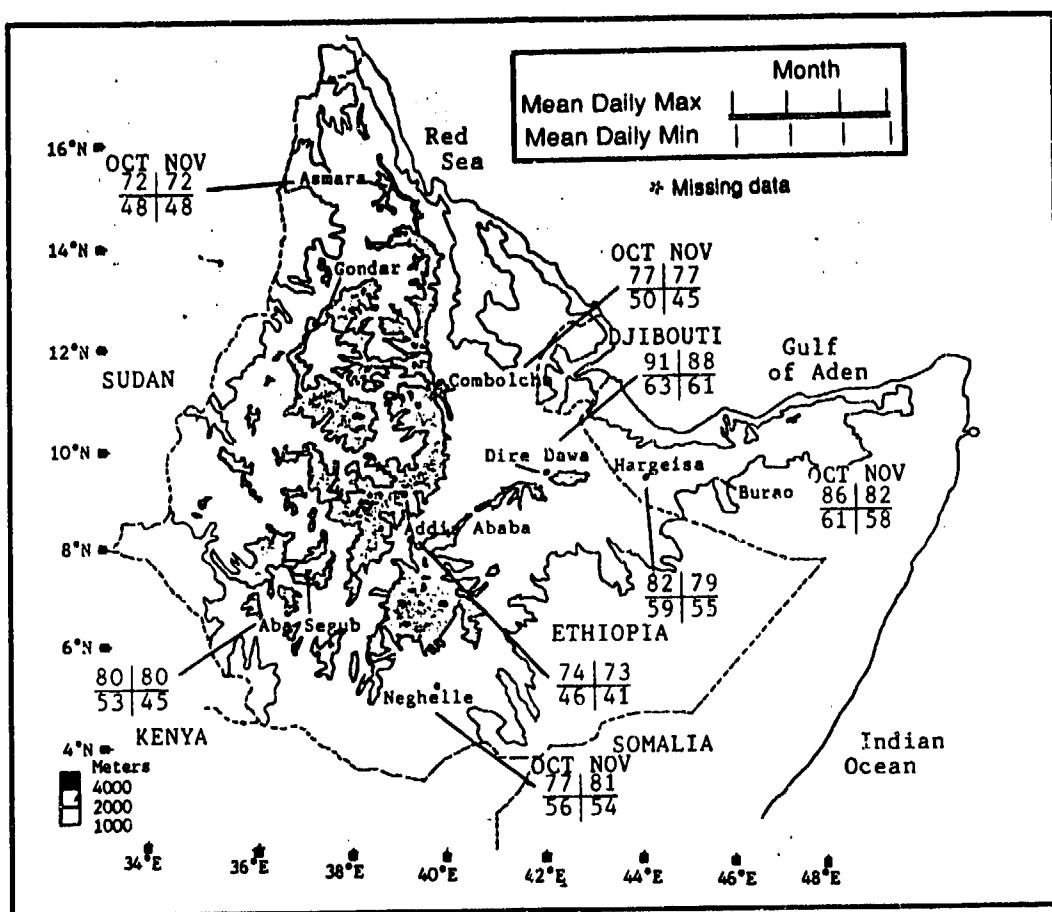 Month
Mean Daily Max
Mean Daily Min
* Missing data
Red
Sea
16°N
OCT NOV
72 72
48 48
Asmara
14°N
Gondar
OCT NOV
77 77
50 45
12°N
SUDAN
Combolcha
DJIBOUTI
91 88
63 61
Gulf
of Aden
10°N
Dire Dawa
Hargeisa
Burao
OCT NOV
86 82
61 58
8°N
Addis Ababa
82 79
59 55
6°N
Aba Segub
ETHIOPIA
80 80
53 45
74 73
46 41
Neghelle
KENYA
SOMALIA
Indian
Ocean
4°N
OCT NOV
77 81
56 54
Meters
4000
2000
1000
34°E 36°E 38°E 40°E 42°E 44°E 46°E 48°E